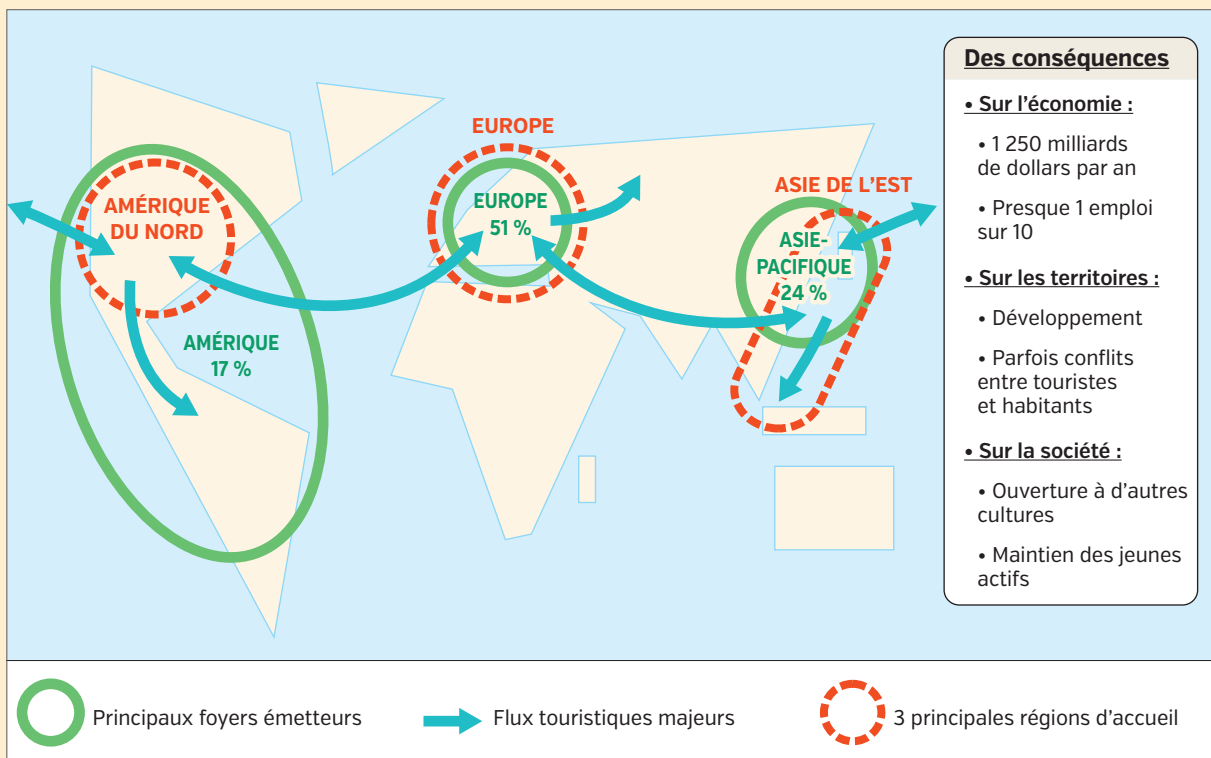 EUROPE
AMÉRIQUE
DU NORD
EUROPE
51 %
ASIE DE L'EST
ASIE-
PACIFIQUE
24 %
AMÉRIQUE
17 %
Des conséquences
• Sur l'économie :
• 1 250 milliards
de dollars par an
• Presque 1 emploi
sur 10
• Sur les territoires :
• Développement
• Parfois conflits
entre touristes
et habitants
• Sur la société :
• Ouverture à d'autres
cultures
• Maintien des jeunes
actifs
Principaux foyers émetteurs
Flux touristiques majeurs
3 principales régions d'accueil